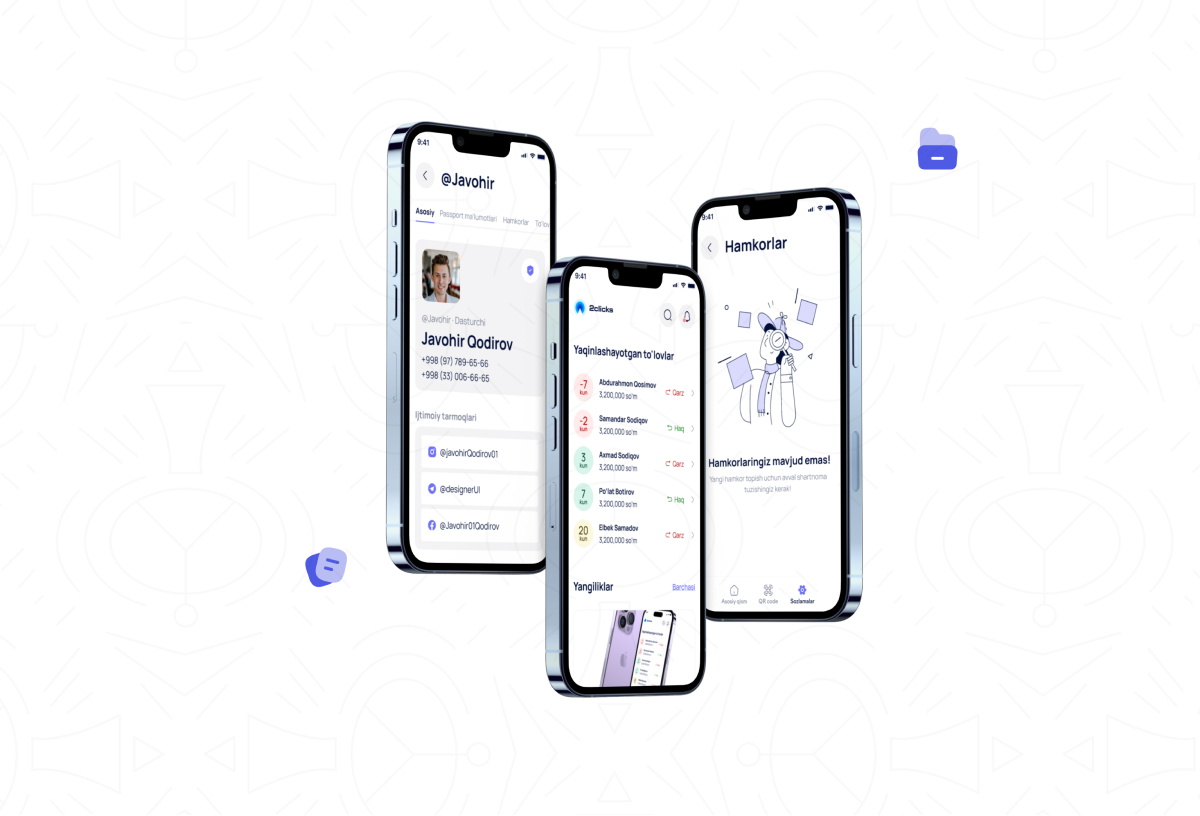 9:41
@Javohir
Asosiy Passport ma'lumotlari Hamkorlar To'lov
@Javohir · Dasturchi
Javohir Qodirov
+998 (97) 789-65-66
+998 (33) 006-66-65
Ijtimoiy tarmoqlari
@javohirQodirov01
@designerUI
@Javohir01Qodirov
9:41
2clicks
Yaqinlashayotgan to'lovlar
-7 kun
Abdurahmon Qosimov
3,200,000 so'm
Qarz
-2 kun
Samandar Sodiqov
3,200,000 so'm
Haq
3 kun
Axmad Sodiqov
3,200,000 so'm
Qarz
7 kun
Po'lat Botirov
3,200,000 so'm
Haq
20 kun
Elbek Samadov
3,200,000 so'm
Qarz
Yangiliklar
Barchasi
9:41
Hamkorlar
Hamkorlaringiz mavjud emas!
Yangi hamkor topish uchun avval shartnoma
tuzishingiz kerak!
Asosiy qism QR code Sozlamalar